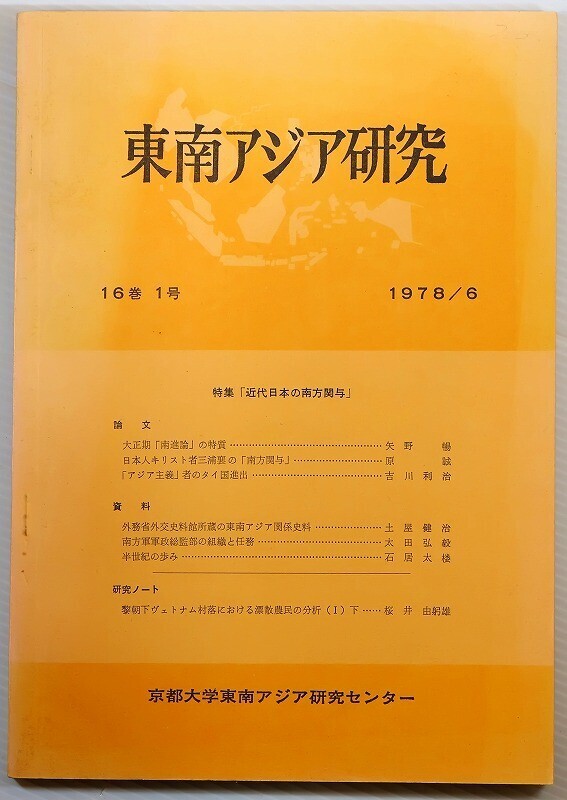 東南アジア研究
16巻 1号 1978/6
特集「近代日本の南方関与」
論文
大正期「南進論」の特質……矢野 暢
日本人キリスト者三浦襄の「南方関与」……原 誠
「アジア主義」者のタイ国進出……吉川利治
資料
外務省外交史料館所蔵の東南アジア関係史料……土屋健治
南方軍軍政総監部の組織と任務……太田弘毅
半世紀の歩み……石居太楼
研究ノート
黎朝下ヴェトナム村落における漂散農民の分析(I)下……桜井由躬雄
京都大学東南アジア研究センター